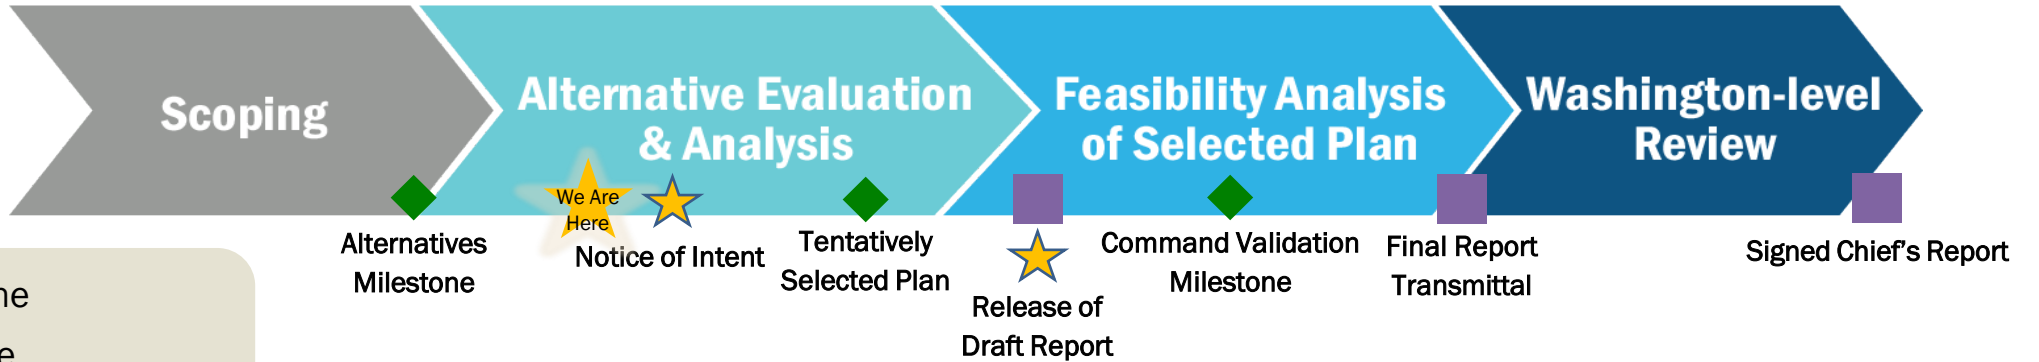 Scoping
Alternative Evaluation
& Analysis
Feasibility Analysis
of Selected Plan
Washington-level
Review
We Are
Here
Alternatives
Milestone
Notice of Intent
Tentatively
Selected Plan
Release of
Draft Report
Command Validation
Milestone
Final Report
Transmittal
Signed Chief's Report